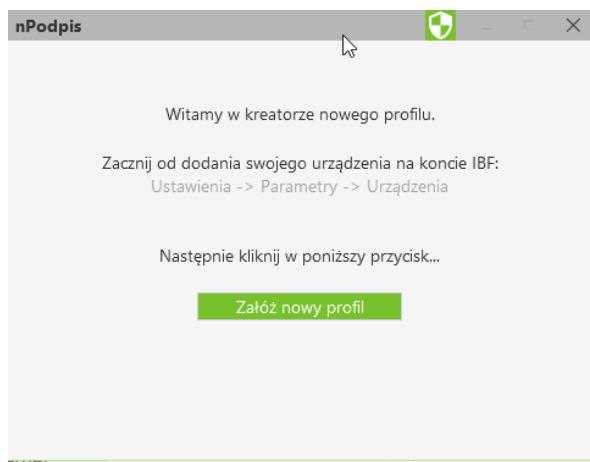 nPodpis
Witamy w kreatorze nowego profilu.
Zacznij od dodania swojego urządzenia na koncie IBF:
Ustawienia -> Parametry -> Urządzenia
Następnie kliknij w poniższy przycisk...
Załóż nowy profil